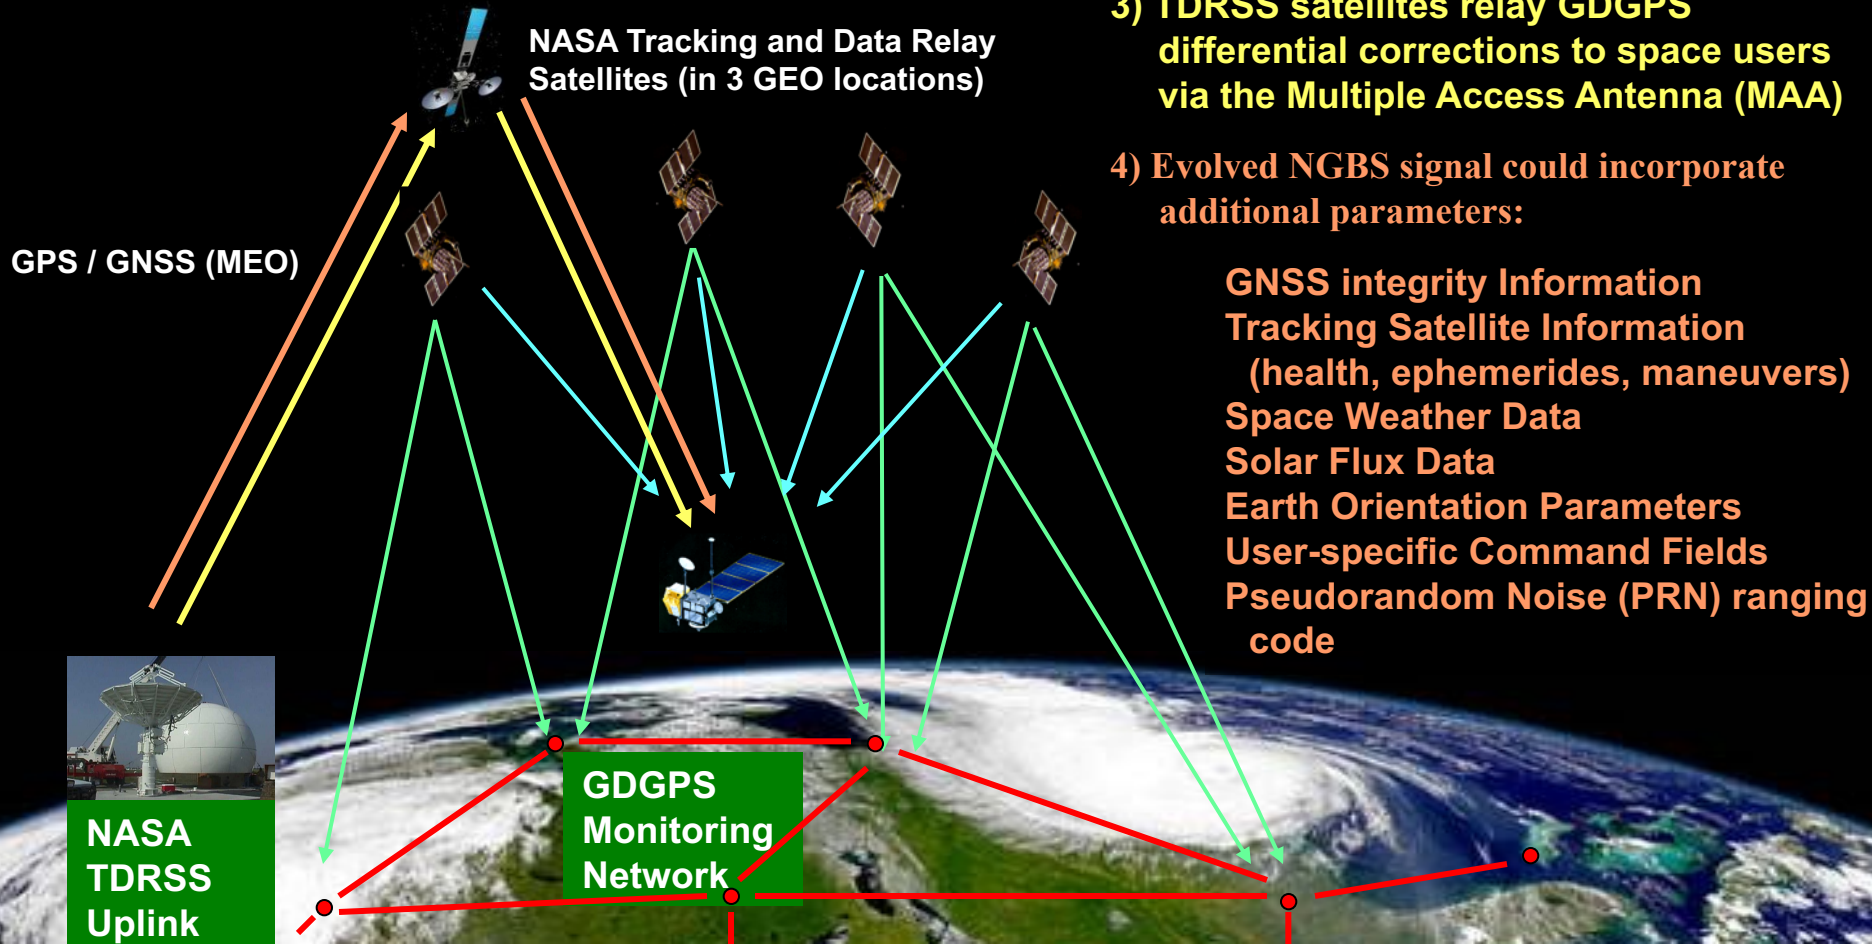 NASA Tracking and Data Relay
Satellites (in 3 GEO locations)
GPS / GNSS (MEO)
3) TDRSS satellites relay GDGPS
differential corrections to space users
via the Multiple Access Antenna (MAA)
4) Evolved NGBS signal could incorporate
additional parameters:
GNSS integrity Information
Tracking Satellite Information
(health, ephemerides, maneuvers)
Space Weather Data
Solar Flux Data
Earth Orientation Parameters
User-specific Command Fields
Pseudorandom Noise (PRN) ranging
code
GDGPS
Monitoring
Network
NASA
TDRSS
Uplink